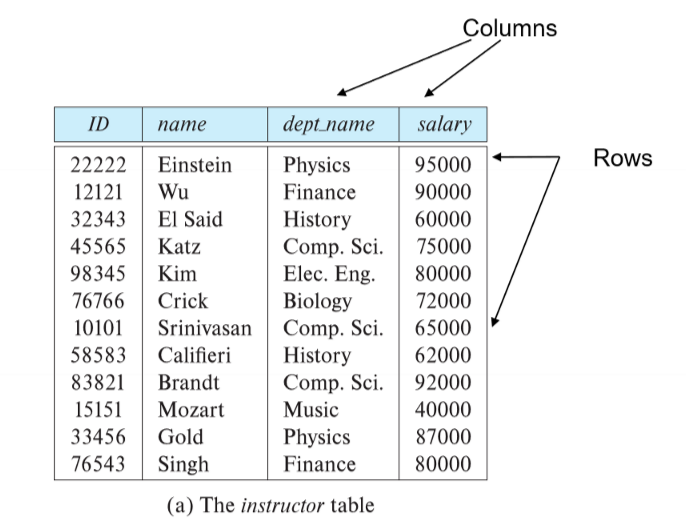 Columns
ID name dept_name salary
Rows
22222 Einstein Physics 95000
12121 Wu Finance 90000
32343 El Said History 60000
45565 Katz Comp. Sci. 75000
98345 Kim Elec. Eng. 80000
76766 Crick Biology 72000
10101 Srinivasan Comp. Sci. 65000
58583 Califieri History 62000
83821 Brandt Comp. Sci. 92000
15151 Mozart Music 40000
33456 Gold Physics 87000
76543 Singh Finance 80000
(a) The instructor table